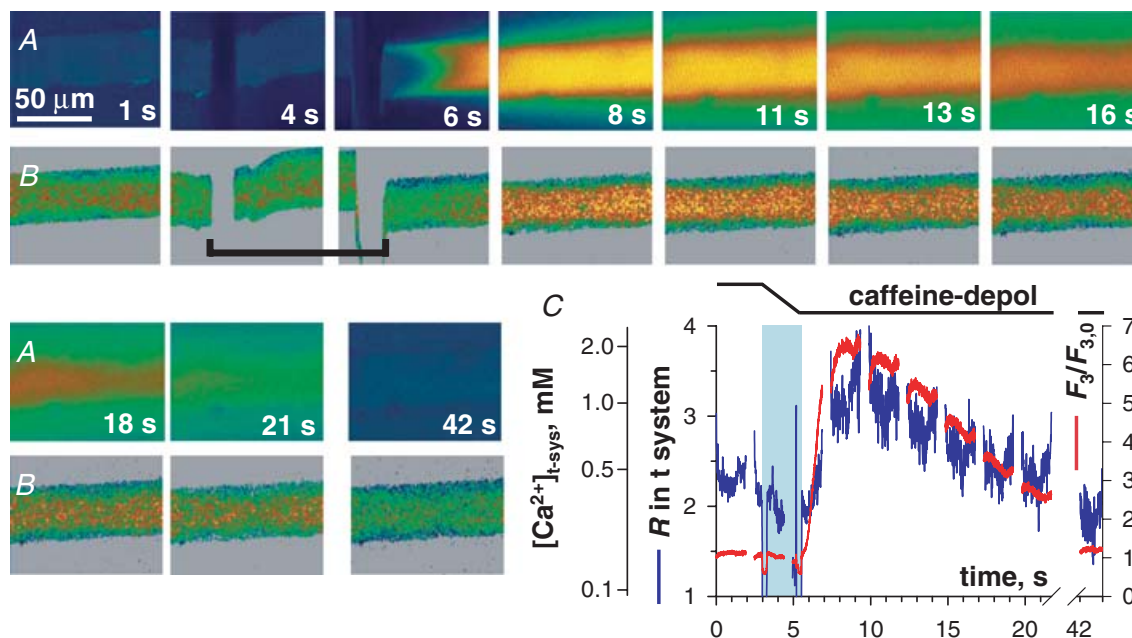 A
50 μm
1 s
4 s
6 s
8 s
11 s
13 s
16 s
B
A
18 s
21 s
42 s
B
C
caffeine-depol
[Ca²⁺]t-sys, mM
2.0
1.0
0.5
0.1
R in t system
4
3
2
1
F₃/F₃,₀
7
6
5
4
3
2
1
0
time, s
0
5
10
15
20
42